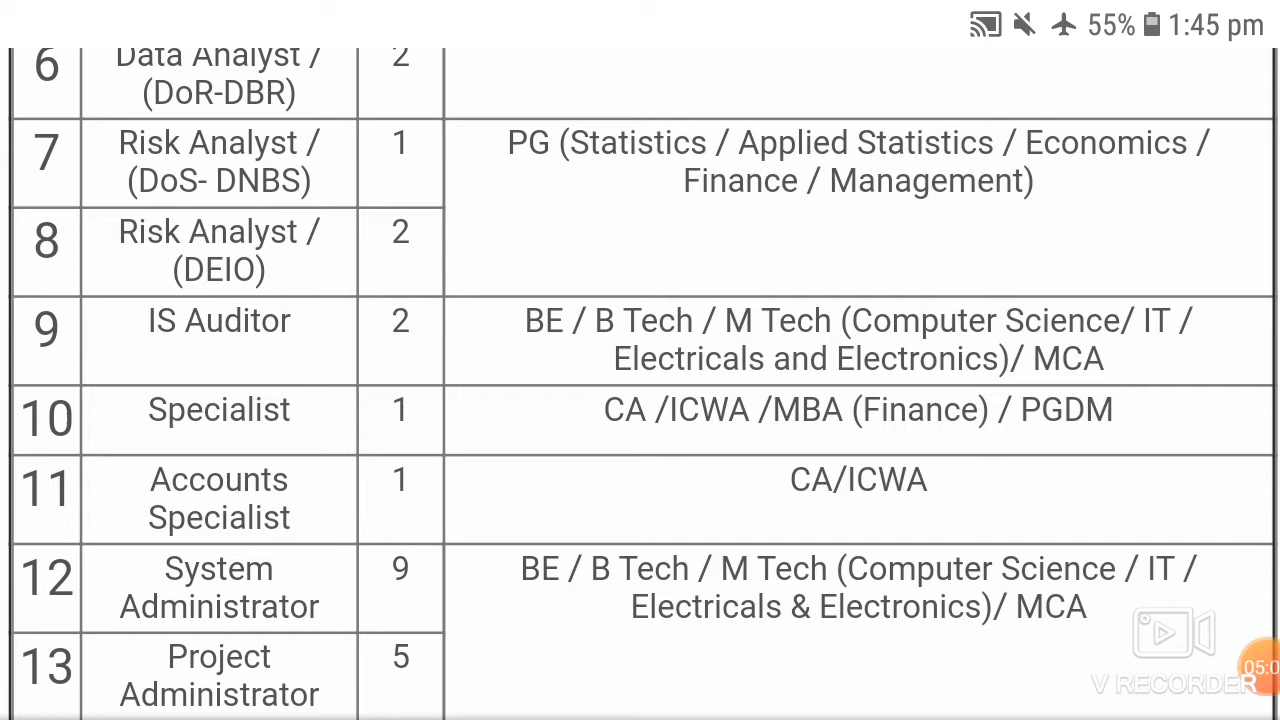 55% 1:45 pm
6 Data Analyst / 2
(DoR-DBR)
7 Risk Analyst / 1 PG (Statistics / Applied Statistics / Economics /
(DoS- DNBS) Finance / Management)
8 Risk Analyst / 2
(DEIO)
9 IS Auditor 2 BE / B Tech / M Tech (Computer Science/ IT /
Electricals and Electronics)/ MCA
10 Specialist 1 CA /ICWA /MBA (Finance) / PGDM
11 Accounts 1 CA/ICWA
Specialist
12 System 9 BE / B Tech / M Tech (Computer Science / IT /
Administrator Electricals & Electronics)/ MCA
13 Project 5
Administrator
V RECORDER
05:0